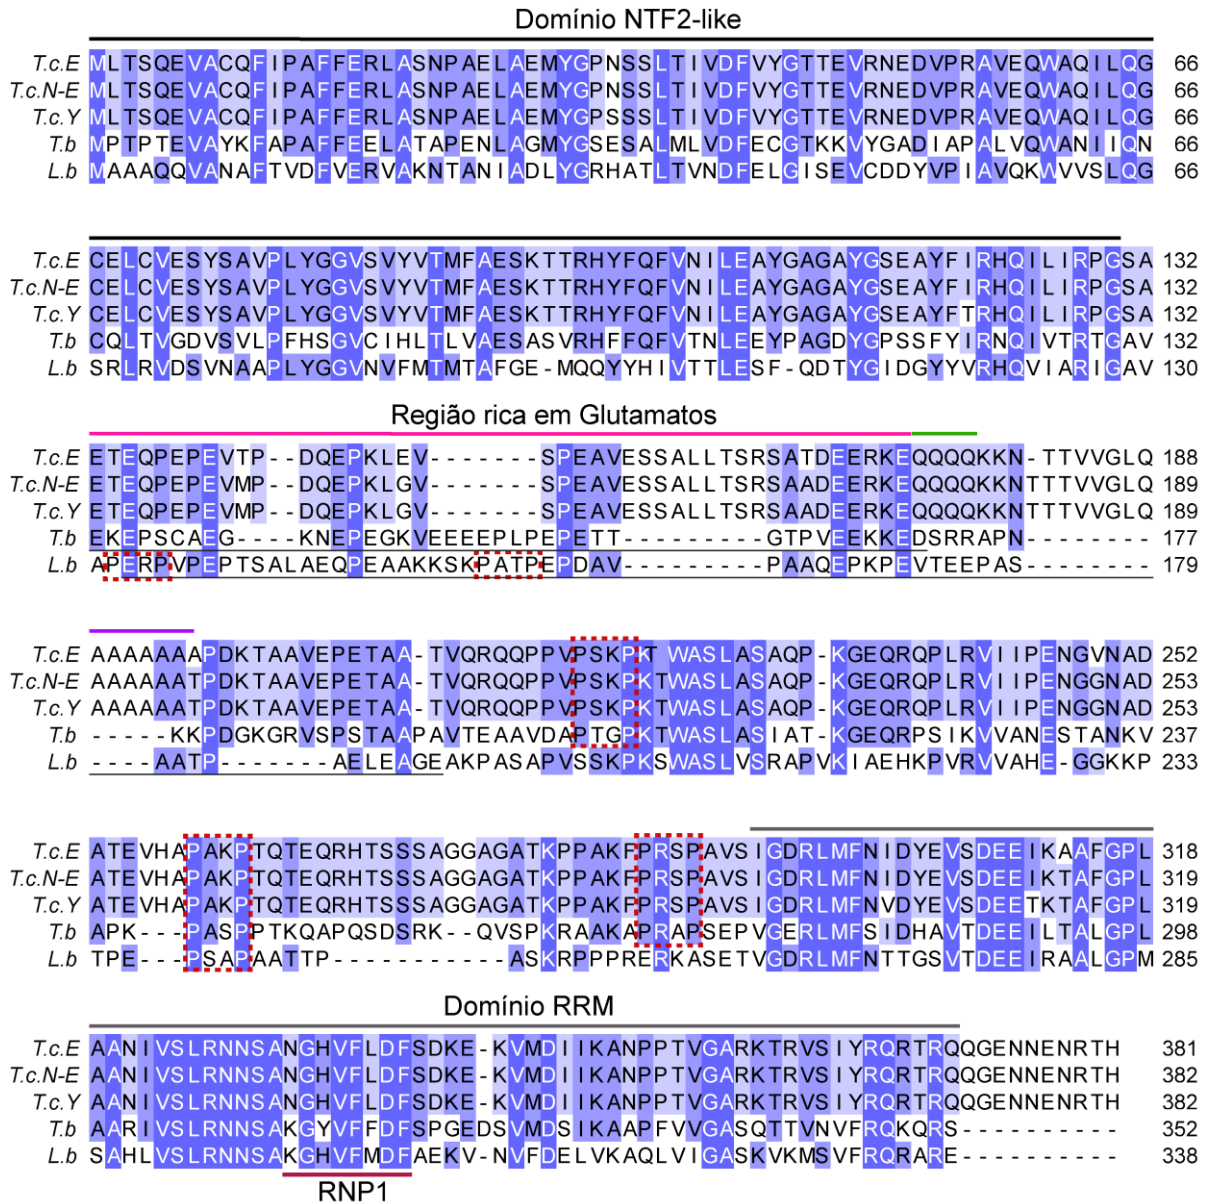 Domínio NTF2-like
T.c.E MLTSQEVACQFIPAFFERLASNPAELAEMYGPNSSLTIVDFVYGTTEVRNEDVPRAVEQWAQILQG 66
T.c.N-E MLTSQEVACQFIPAFFERLASNPAELAEMYGPNSSLTIVDFVYGTTEVRNEDVPRAVEQWAQILQG 66
T.c.Y MLTSQEVACQFIPAFFERLASNPAELAEMYGPSSSLTIVDFVYGTTEVRNEDVPRAVEQWAQILQG 66
T.b MPTPTEVAYKFAPAFFEELATAPENLAGMYGSESALMLVDFECGTKKVYGADIAPALVQWANIIQN 66
L.b MAAAQQVANAFTVDFVERVAKNTANIADLYGRHATLTVNDFELGISEVCDDYVPIAVQKWVVSLQG 66
CELCVESYSAVPLYGGVSVYVTMFAESKTTRHYFQFVNILEAYGAGAYGSEAYFIRHQILIRPGSA 132
T.c.E
T.c.N-E CELCVESYSAVPLYGGVSVYVTMFAESKTTRHYFQFVNILEAYGAGAYGSEAYFIRHQILIRPGSA 132
T.c.Y CELCVESYSAVPLYGGVSVYVTMFAESKTTRHYFQFVNILEAYGAGAYGSEAYFTRHQILIRPGSA 132
T.b CQLTVGDVSVLPFHSGVCIHLTLVAESASVRHFFQFVTNLEEYPAGDYGPSSFYIRNQIVTRTGAV 132
L.b SRLRVDSVNAAPLYGGVNVFMTMTAFGE-MQQYYHIVTTLESF-QDTYGIDGYYVRHQVIARIGAV 130
Região rica em Glutamatos
T.c.E ETEQPEPEVTP--DQEPKLEV-------SPEAVESSALLTSRSATDEERKEQQQQKKN-TTVVGLQ 188
T.c.N-E ETEQPEPEVMP--DQEPKLGV-------SPEAVESSALLTSRSAADEERKEQQQQKKNTTTVVGLQ 189
T.c.Y ETEQPEPEVMP--DQEPKLGV-------SPEAVESSALLTSRSAADEERKEQQQQKKNTTTVVGLQ 189
T.b EKEPSCAEG----KNEPEGKVEEEEEPLPEPETT--------GTPVEEKKEDSRRAPN-------- 177
L.b APERPVPEPTSALAEQPEAAKKSKPATPEPDAV---------PAAQEPKPEVTEEPAS-------- 179
T.c.E AAAAAAAPDKTAAVEPETAA-TVQRQQPPVPSKPKTWASLASAQP-KGEQRQPLRVIIPENGVNAD 252
T.c.N-E AAAAAATPDKTAAVEPETAA-TVQRQQPPVPSKPKTWASLASAQP-KGEQRQPLRVIIPENGGNAD 253
T.c.Y AAAAAATPDKTAAVEPETAA-TVQRQQPPVPSKPKTWASLASAQP-KGEQRQPLRVIIPENGGNAD 253
T.b -----KKPDGKGRVSPSTAAPAVTEAAVDAPTGPKTWASLASIAT-KGEQRPSIKVVANESTANKV 237
L.b ----AATP-------AELEAGEAKPASAPVSSKPKSWASLVSRAPVKIAEHKPVRVVAHE-GGKKP 233
T.c.E ATEVHAPAKPTQTEQRHTSSSAGGAGATKPPAKFPRSPAVSIGDRLMFNIDYEVSDEEIKAAFGPL 318
T.c.N-E ATEVHAPAKPTQTEQRHTSSSAGGAGATKPPAKFPRSPAVSIGDRLMFNIDYEVSDEEIKTAFGPL 319
T.c.Y ATEVHAPAKPTQTEQRHTSSSAGGAGATKPPAKFPRSPAVSIGDRLMFNVDYEVSDEETKTAFGPL 319
T.b APK---PASPPTKQAPQSDSRK--QVSPKRAAKAPRAPSEPVGERLMFSIDHAVTDEEILTALGPL 298
L.b TPE---PSAPAATTP---------ASKRPPPRERKASETVGDRLMFNTTGSVTDEEIRAALGPM 285
Domínio RRM
T.c.E AANIVSLRNNSANGHVFLDFSDKE-KVMDIIKANPPTVGARKTRVSIYRQRTRQQGENNENRTH 381
T.c.N-E AANIVSLRNNSANGHVFLDFSDKE-KVMDIIKANPPTVGARKTRVSIYRQRTRQQGENNENRTH 382
T.c.Y AANIVSLRNNSANGHVFLDFSDKE-KVMDIIKANPPTVGARKTRVSIYRQRTRQQGENNENRTH 382
T.b AARIVSLRNNSAKGYVFFDFSPGEDSVMDSIKAAPFVVGASQTTVNVFRQKQRS---------- 352
L.b SAHLVSLRNNSAKGHVFMDFAEKV-NVFDELVKAQLVIGASKVKMSVFRQRARE---------- 338
RNP1